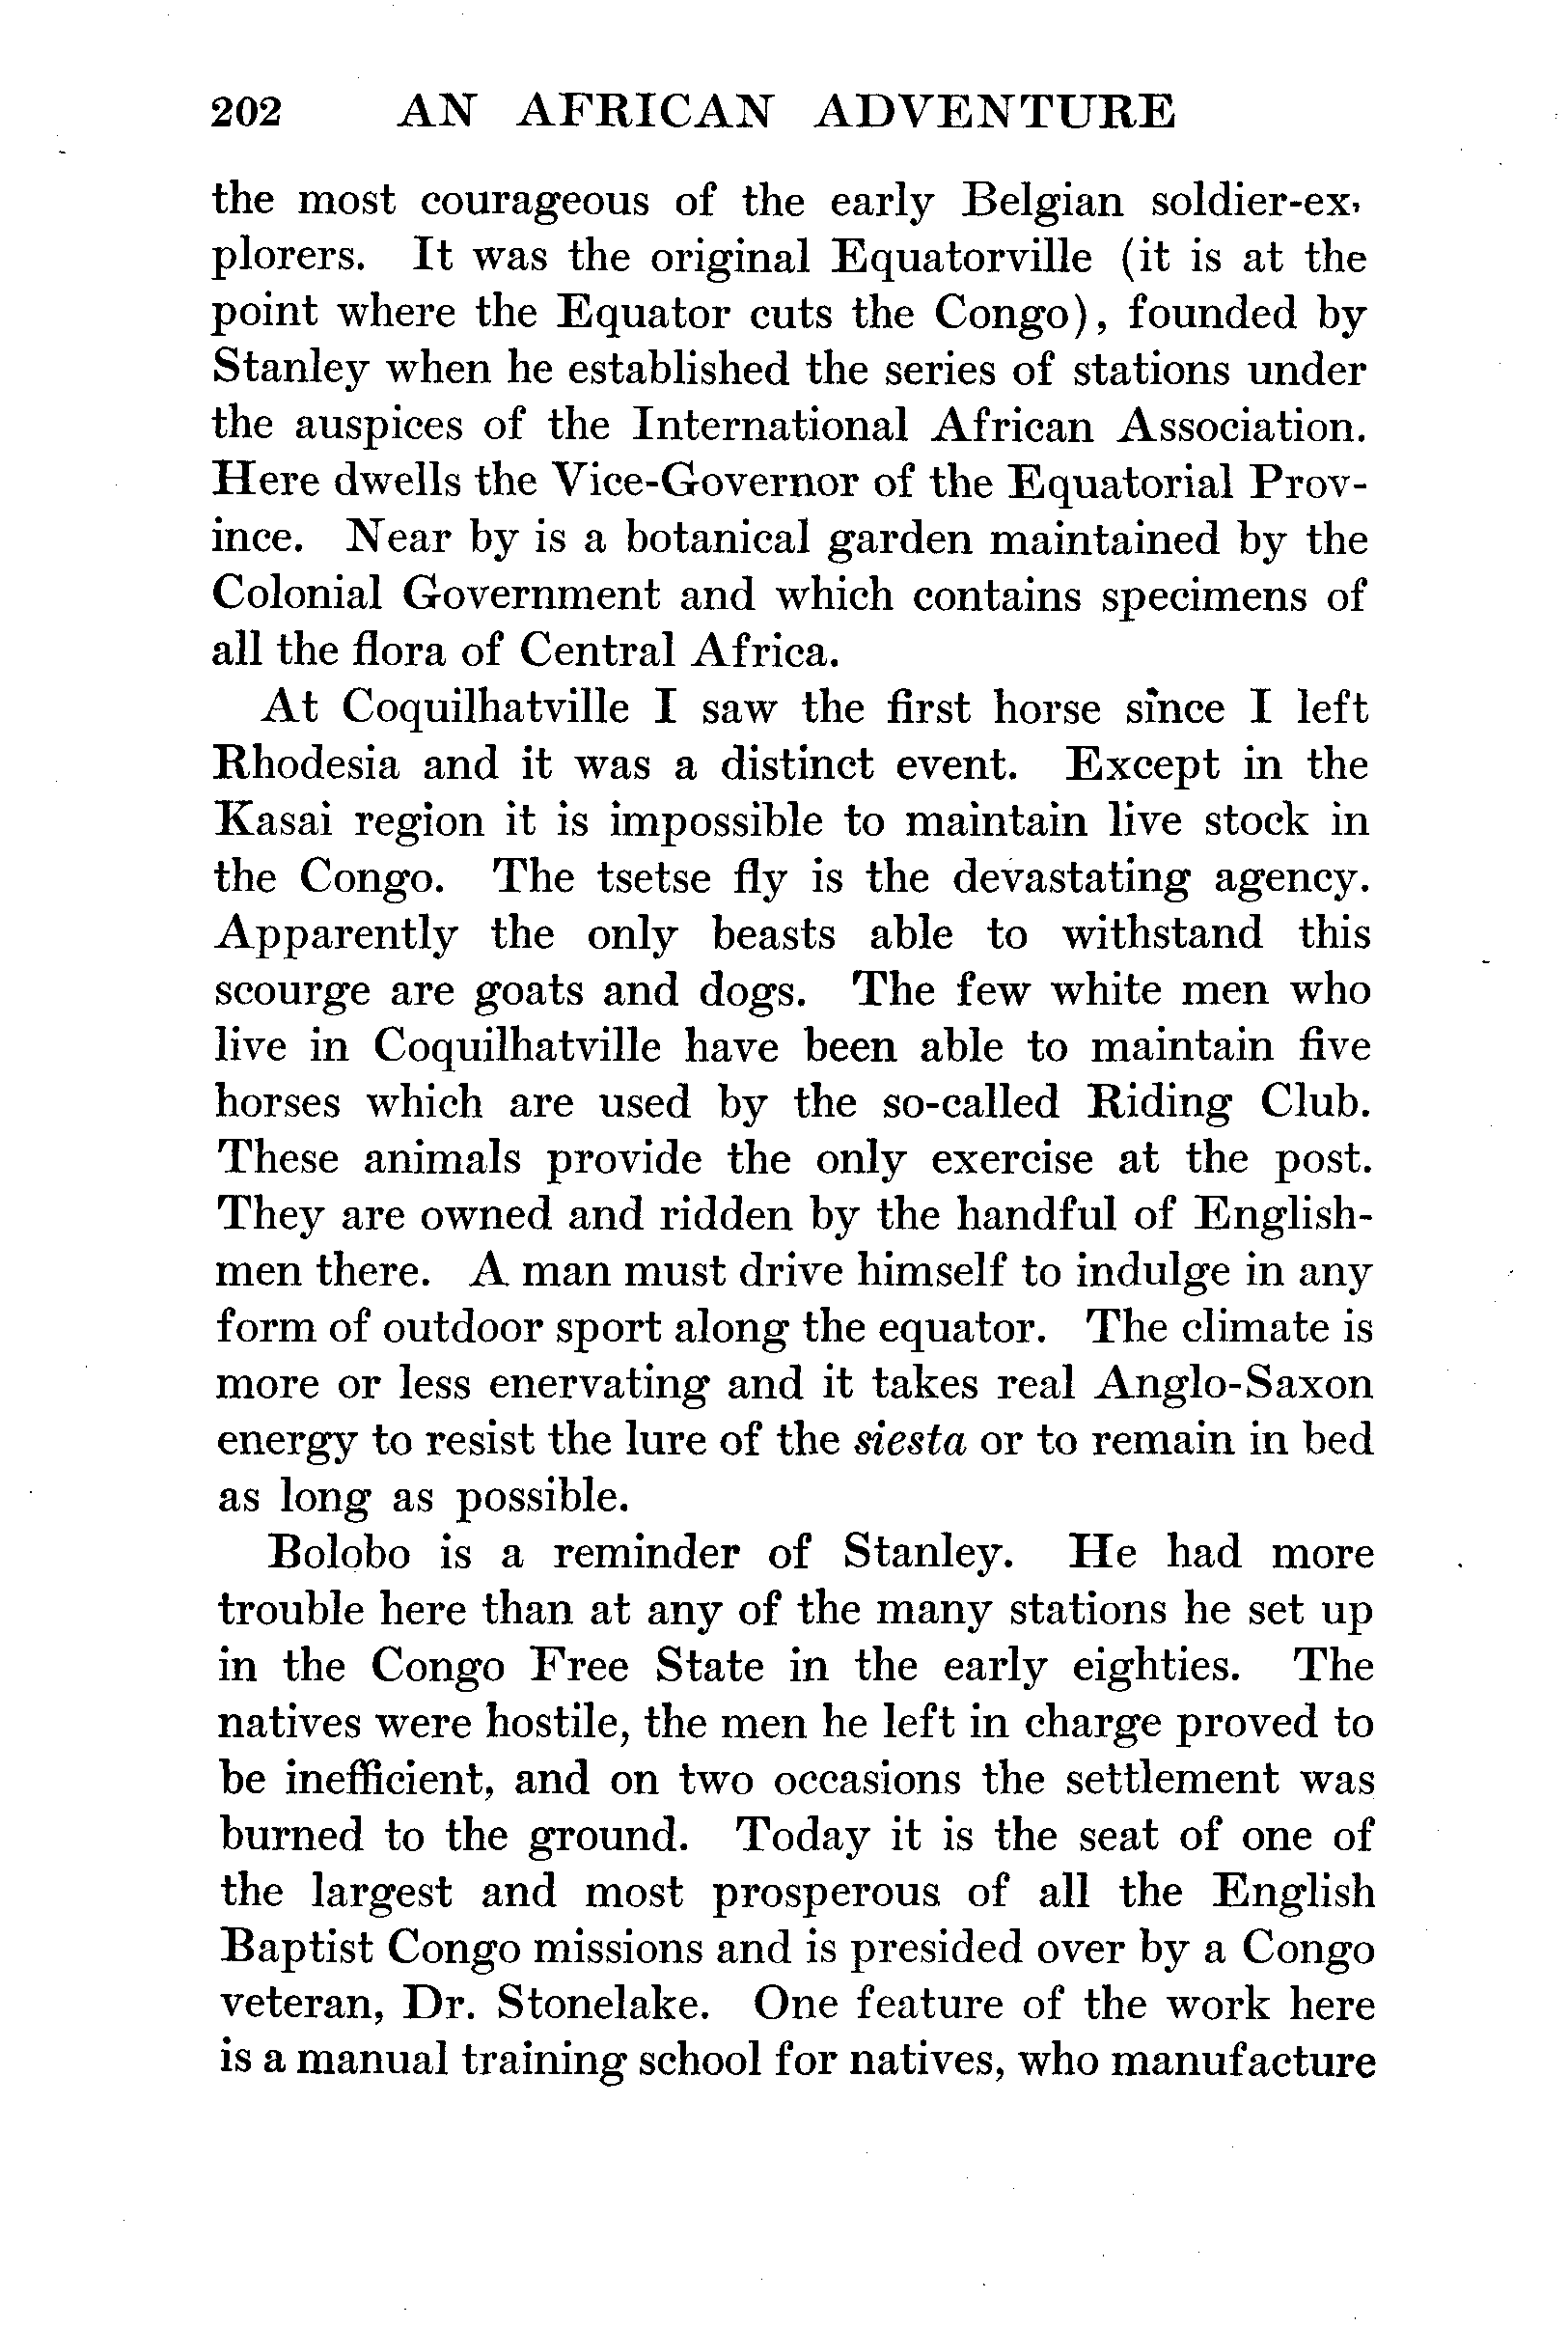 202 AN AFRICAN ADVENTURE
the most courageous of the early Belgian soldier-ex-
plorers. It was the original Equatorville (it is at the
point where the Equator cuts the Congo), founded by
Stanley when he established the series of stations under
the auspices of the International African Association.
Here dwells the Vice-Governor of the Equatorial Prov-
ince. Near by is a botanical garden maintained by the
Colonial Government and which contains specimens of
all the flora of Central Africa.
At Coquilhatville I saw the first horse since I left
Rhodesia and it was a distinct event. Except in the
Kasai region it is impossible to maintain live stock in
the Congo. The tsetse fly is the devastating agency.
Apparently the only beasts able to withstand this
scourge are goats and dogs. The few white men who
live in Coquilhatville have been able to maintain five
horses which are used by the so-called Riding Club.
These animals provide the only exercise at the post.
They are owned and ridden by the handful of English-
men there. A man must drive himself to indulge in any
form of outdoor sport along the equator. The climate is
more or less enervating and it takes real Anglo-Saxon
energy to resist the lure of the siesta or to remain in bed
as long as possible.
Bolobo is a reminder of Stanley. He had more
trouble here than at any of the many stations he set up
in the Congo Free State in the early eighties. The
natives were hostile, the men he left in charge proved to
be inefficient, and on two occasions the settlement was
burned to the ground. Today it is the seat of one of
the largest and most prosperous of all the English
Baptist Congo missions and is presided over by a Congo
veteran, Dr. Stonelake. One feature of the work here
is a manual training school for natives, who manufacture